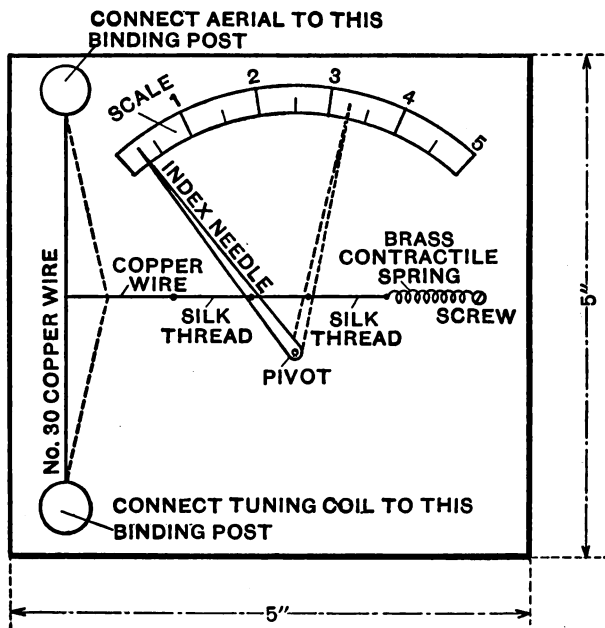 CONNECT AERIAL TO THIS
BINDING POST
SCALE
1
2
3
4
5
INDEX NEEDLE
BRASS
CONTRACTILE
SPRING
COPPER
WIRE
SILK
THREAD
SILK
THREAD
SCREW
PIVOT
No. 30 COPPER WIRE
5"
CONNECT TUNING COIL TO THIS
BINDING POST
5"